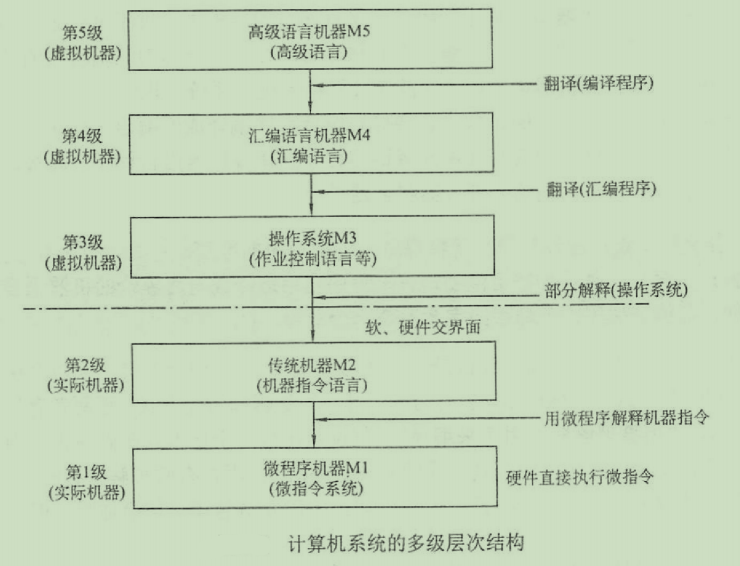 第5级
(虚拟机器)
高级语言机器M5
(高级语言)
翻译(编译程序)
第4级
(虚拟机器)
汇编语言机器M4
(汇编语言)
翻译(汇编程序)
第3级
(虚拟机器)
操作系统M3
(作业控制语言等)
部分解释(操作系统)
软、硬件交界面
第2级
(实际机器)
传统机器M2
(机器指令语言)
用微程序解释机器指令
第1级
(实际机器)
微程序机器M1
(微指令系统)
硬件直接执行微指令
计算机系统的多级层次结构